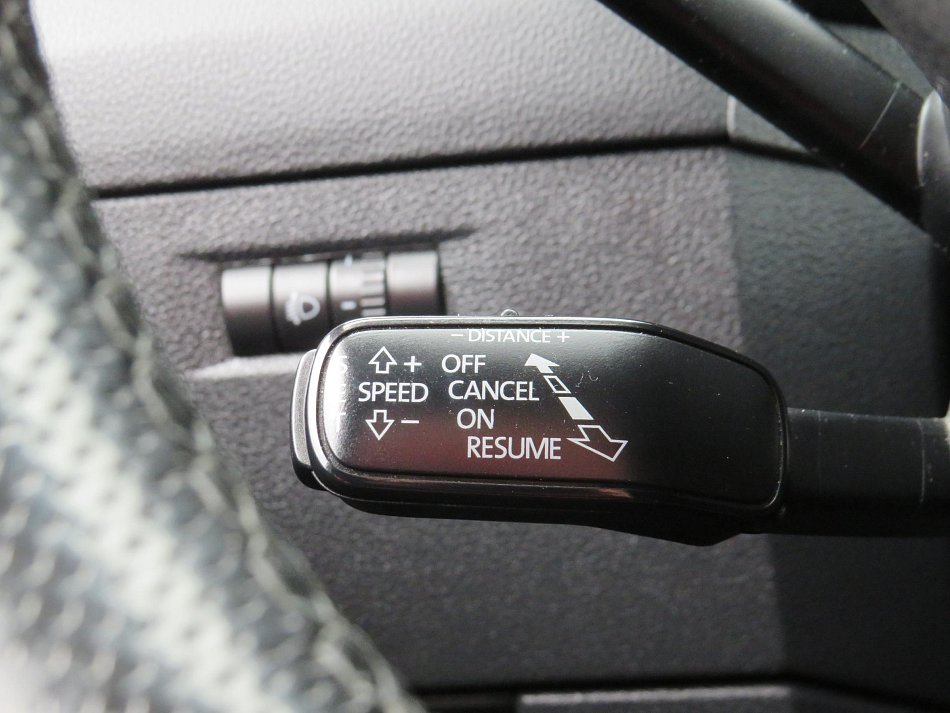 – DISTANCE +
+ OFF
SPEED CANCEL
– ON
RESUME